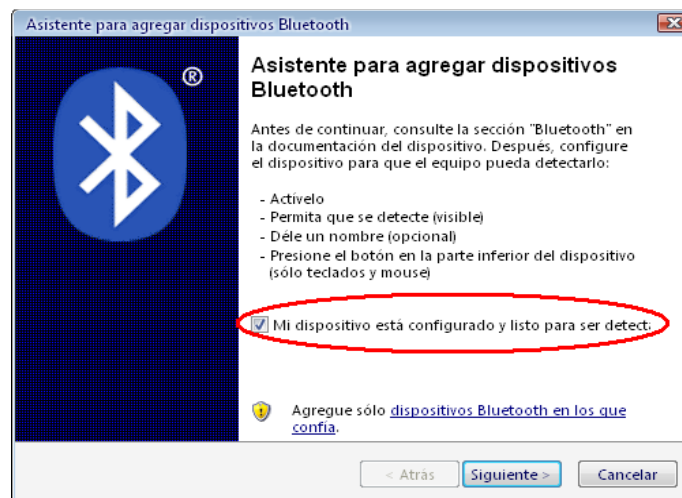 Asistente para agregar dispositivos Bluetooth
®
Asistente para agregar dispositivos
Bluetooth
Antes de continuar, consulte la sección "Bluetooth" en
la documentación del dispositivo. Después, configure
el dispositivo para que el equipo pueda detectarlo:
- Actívelo
- Permita que se detecte (visible)
- Déle un nombre (opcional)
- Presione el botón en la parte inferior del dispositivo
(sólo teclados y mouse)
Mi dispositivo está configurado y listo para ser detect
Agregue sólo dispositivos Bluetooth en los que
confía.
< Atrás Siguiente > Cancelar